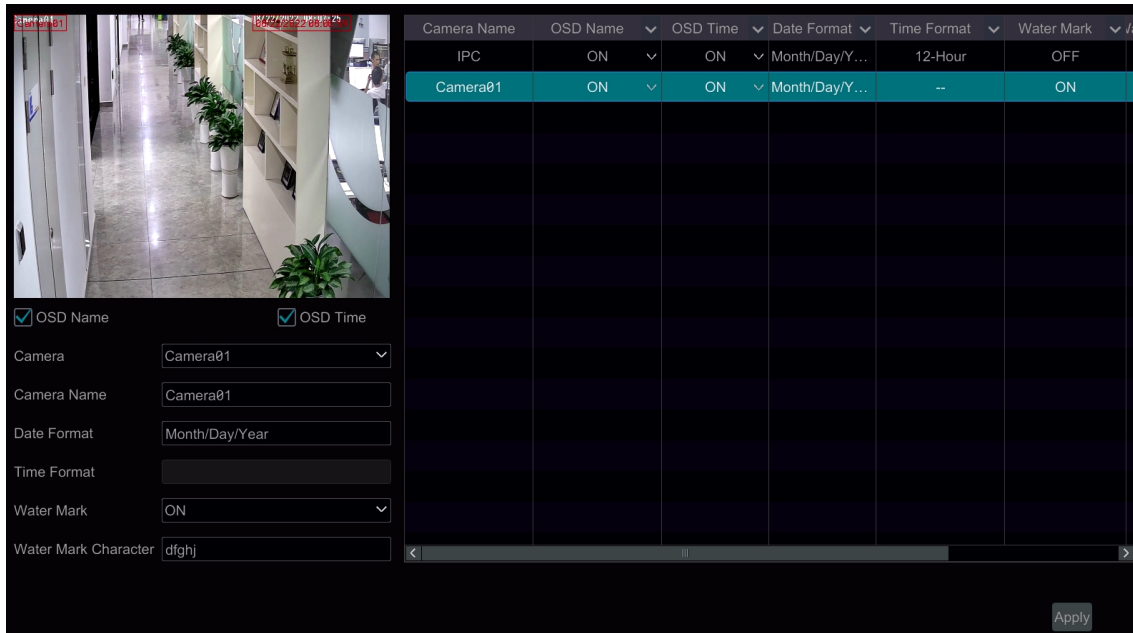 Camera01
Camera Name OSD Name OSD Time Date Format Time Format Water Mark
IPC ON ON Month/Day/Y... 12-Hour OFF
Camera01 ON ON Month/Day/Y... -- ON
OSD Name OSD Time
Camera Camera01
Camera Name Camera01
Date Format Month/Day/Year
Time Format
Water Mark ON
Water Mark Character dfghj
Apply